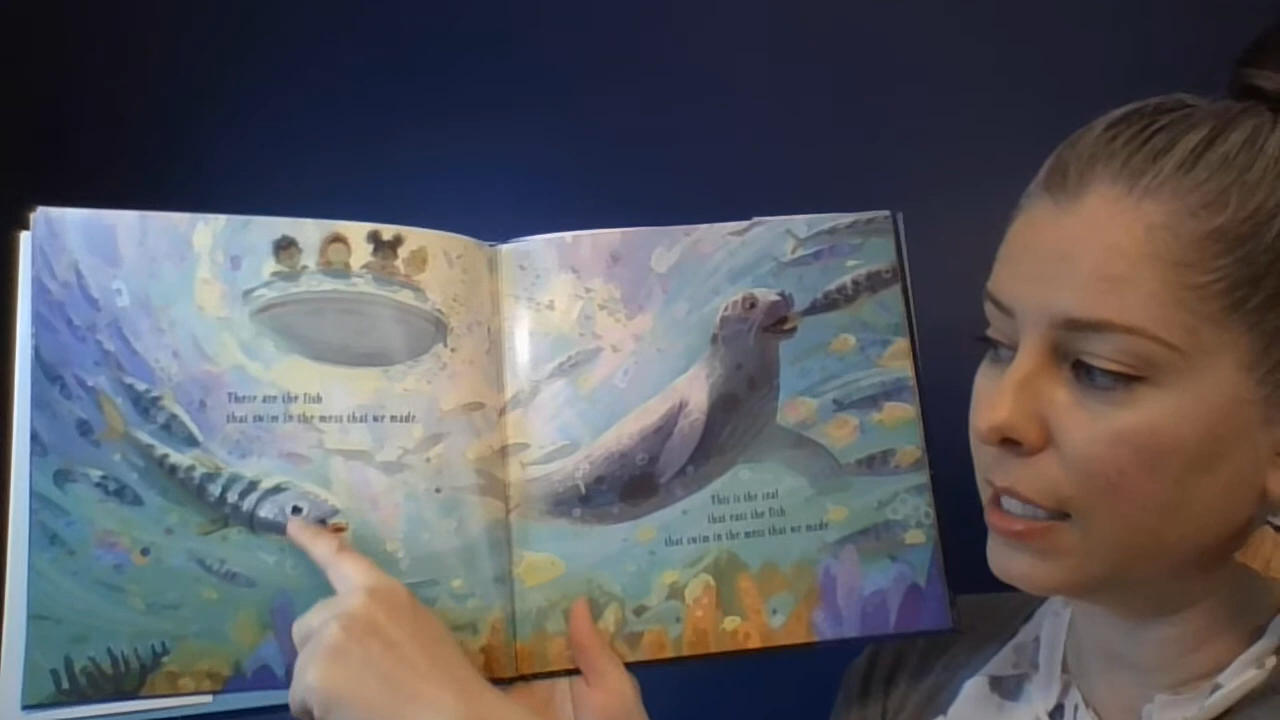 These are the fish
that swim in the mess that we made.
This is the seal
that eats the fish
that swim in the mess that we made